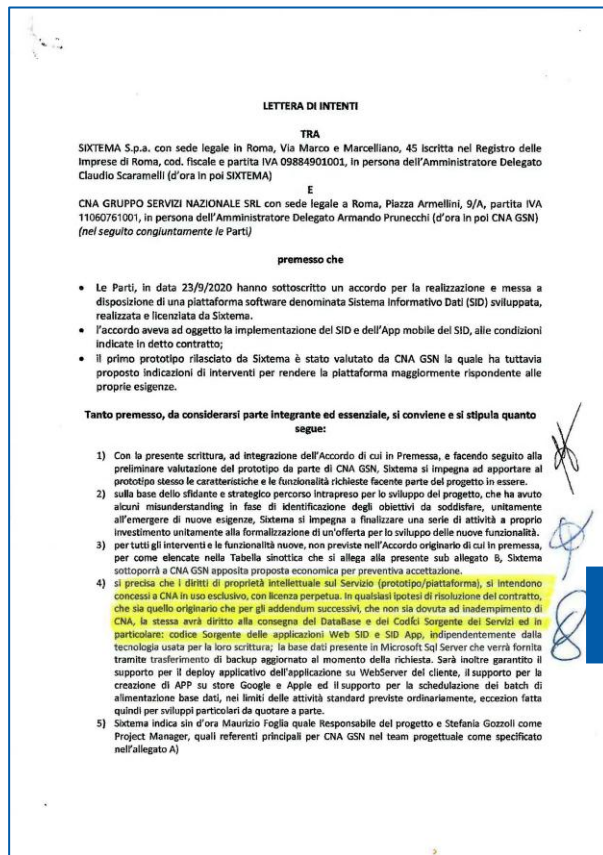 LETTERA DI INTENTI
TRA
SIXTEMA S.p.a. con sede legale in Roma, Via Marco e Marcelliano, 45 iscritta nel Registro delle
Imprese di Roma, cod. fiscale e partita IVA 09884901001, in persona dell'Amministratore Delegato
Claudio Scaramelli (d'ora in poi SIXTEMA)
E
CNA GRUPPO SERVIZI NAZIONALE SRL con sede legale a Roma, Piazza Armellini, 9/A, partita IVA
11060761001, in persona dell'Amministratore Delegato Armando Prunecchi (d'ora in poi CNA GSN)
(nel seguito congiuntamente le Parti)
premesso che
• Le Parti, in data 23/9/2020 hanno sottoscritto un accordo per la realizzazione e messa a
disposizione di una piattaforma software denominata Sistema Informativo Dati (SID) sviluppata,
realizzata e licenziata da Sixtema.
• l'accordo aveva ad oggetto la implementazione del SID e dell'App mobile del SID, alle condizioni
indicate in detto contratto;
• il primo prototipo rilasciato da Sixtema è stato valutato da CNA GSN la quale ha tuttavia
proposto indicazioni di interventi per rendere la piattaforma maggiormente rispondente alle
proprie esigenze.
Tanto premesso, da considerarsi parte integrante ed essenziale, si conviene e si stipula quanto
segue:
1) Con la presente scrittura, ad integrazione dell'Accordo di cui in Premessa, e facendo seguito alla
preliminare valutazione del prototipo da parte di CNA GSN, Sixtema si impegna ad apportare al
prototipo stesso le caratteristiche e le funzionalità richieste facente parte del progetto in essere.
2) sulla base dello sfidante e strategico percorso intrapreso per lo sviluppo del progetto, che ha avuto
alcuni misunderstanding in fase di identificazione degli obiettivi da soddisfare, unitamente
all'emergere di nuove esigenze, Sixtema si impegna a finalizzare una serie di attività a proprio
investimento unitamente alla formalizzazione di un'offerta per lo sviluppo delle nuove funzionalità.
3) per tutti gli interventi e le funzionalità nuove, non previste nell'Accordo originario di cui in premessa,
per come elencate nella Tabella sinottica che si allega alla presente sub allegato B, Sixtema
sottoporrà a CNA GSN apposita proposta economica per preventiva accettazione.
4) si precisa che i diritti di proprietà intellettuale sul Servizio (prototipo/piattaforma), si intendono
concessi a CNA in uso esclusivo, con licenza perpetua. In qualsiasi ipotesi di risoluzione del contratto,
che sia quello originario che per gli addendum successivi, che non sia dovuta ad inadempimento di
CNA, la stessa avrà diritto alla consegna del DataBase e dei Codici Sorgente dei Servizi ed in
particolare: codice Sorgente delle applicazioni Web SID e SID App, indipendentemente dalla
tecnologia usata per la loro scrittura; la base dati presente in Microsoft Sql Server che verrà fornita
tramite trasferimento di backup aggiornato al momento della richiesta. Sarà inoltre garantito il
supporto per il deploy applicativo dell'applicazione su WebServer del cliente, il supporto per la
creazione di APP su store Google e Apple ed il supporto per la schedulazione dei batch di
alimentazione base dati, nei limiti delle attività standard previste ordinariamente, eccezion fatta
quindi per sviluppi particolari da quotare a parte.
5) Sixtema indica sin d'ora Maurizio Foglia quale Responsabile del progetto e Stefania Gozzoli come
Project Manager, quali referenti principali per CNA GSN nel team progettuale come specificato
nell'allegato A)